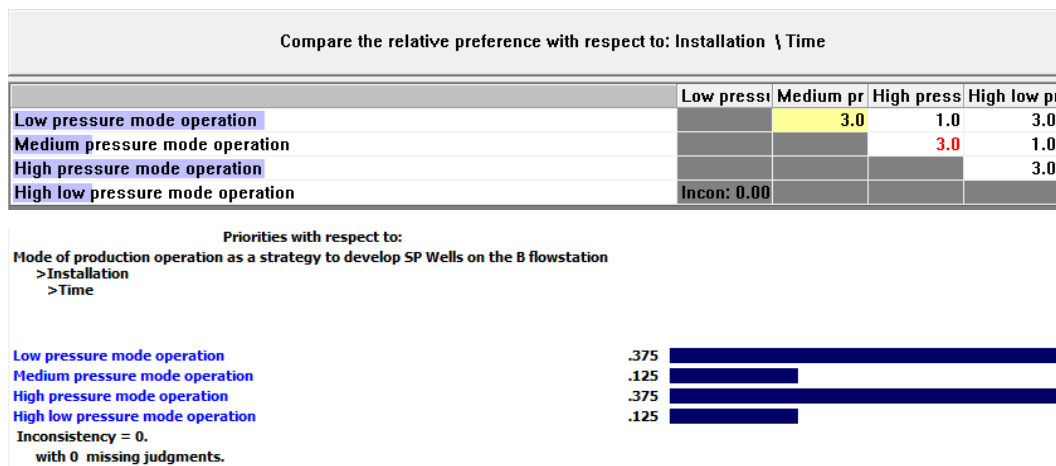 Compare the relative preference with respect to: Installation \ Time
Low pressu Medium pr High press High low pr
Low pressure mode operation 3.0 1.0 3.0
Medium pressure mode operation 3.0 1.0
High pressure mode operation 3.0
High low pressure mode operation Incon: 0.00
Priorities with respect to:
Mode of production operation as a strategy to develop SP Wells on the B flowstation
>Installation
>Time
Low pressure mode operation .375
Medium pressure mode operation .125
High pressure mode operation .375
High low pressure mode operation .125
Inconsistency = 0.
with 0 missing judgments.